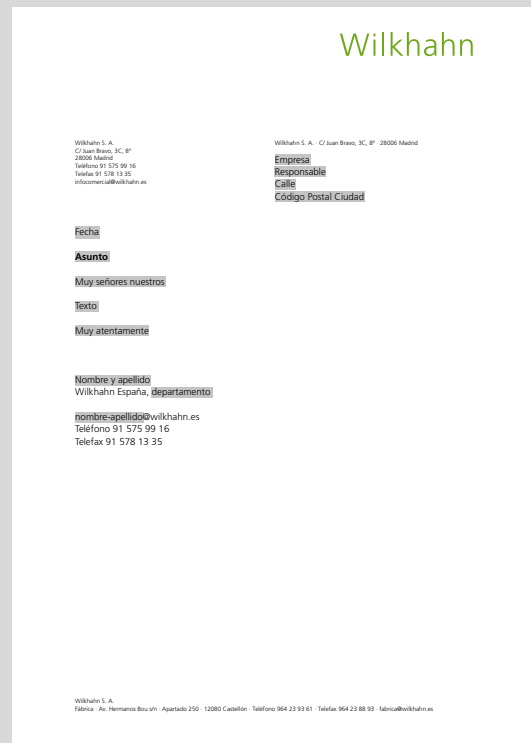 Wilkhahn
Wilkhahn S. A.
C/ Juan Bravo, 3C, 8º
28006 Madrid
Teléfono 91 575 99 16
Telefax 91 578 13 35
infocomercial@wilkhahn.es
Wilkhahn S. A. · C/ Juan Bravo, 3C, 8º · 28006 Madrid
Empresa
Responsable
Calle
Código Postal Ciudad
Fecha
Asunto
Muy señores nuestros
Texto
Muy atentamente
Nombre y apellido
Wilkhahn España, departamento
nombre-apellido@wilkhahn.es
Teléfono 91 575 99 16
Telefax 91 578 13 35
Wilkhahn S. A.
Fábrica · Av. Hermanos Bou s/n · Apartado 250 · 12080 Castellón · Teléfono 964 23 93 61 · Telefax 964 23 88 93 · fabrica@wilkhahn.es